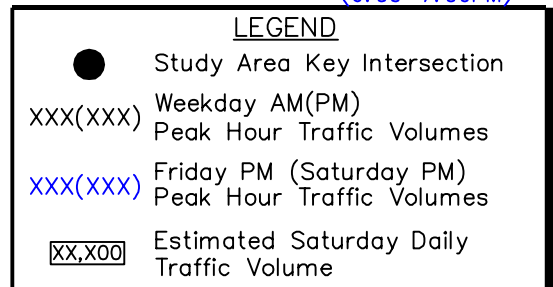 LEGEND
Study Area Key Intersection
XXX(XXX) Weekday AM(PM)
Peak Hour Traffic Volumes
XXX(XXX) Friday PM (Saturday PM)
Peak Hour Traffic Volumes
XX,X00 Estimated Saturday Daily
Traffic Volume